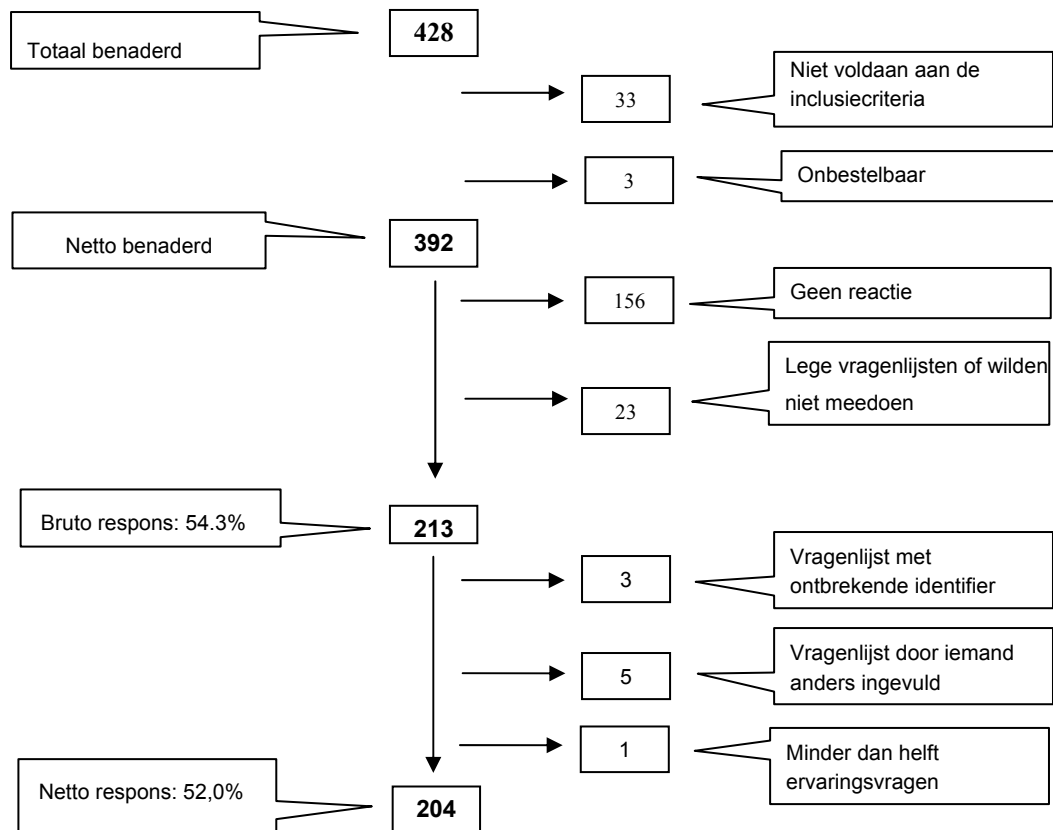 Totaal benaderd
428
33
Niet voldaan aan de
inclusiecriteria
3
Onbestelbaar
Netto benaderd
392
156
Geen reactie
23
Lege vragenlijsten of wilden
niet meedoen
Bruto respons: 54.3%
213
3
Vragenlijst met
ontbrekende identifier
5
Vragenlijst door iemand
anders ingevuld
1
Minder dan helft
ervaringsvragen
Netto respons: 52,0%
204